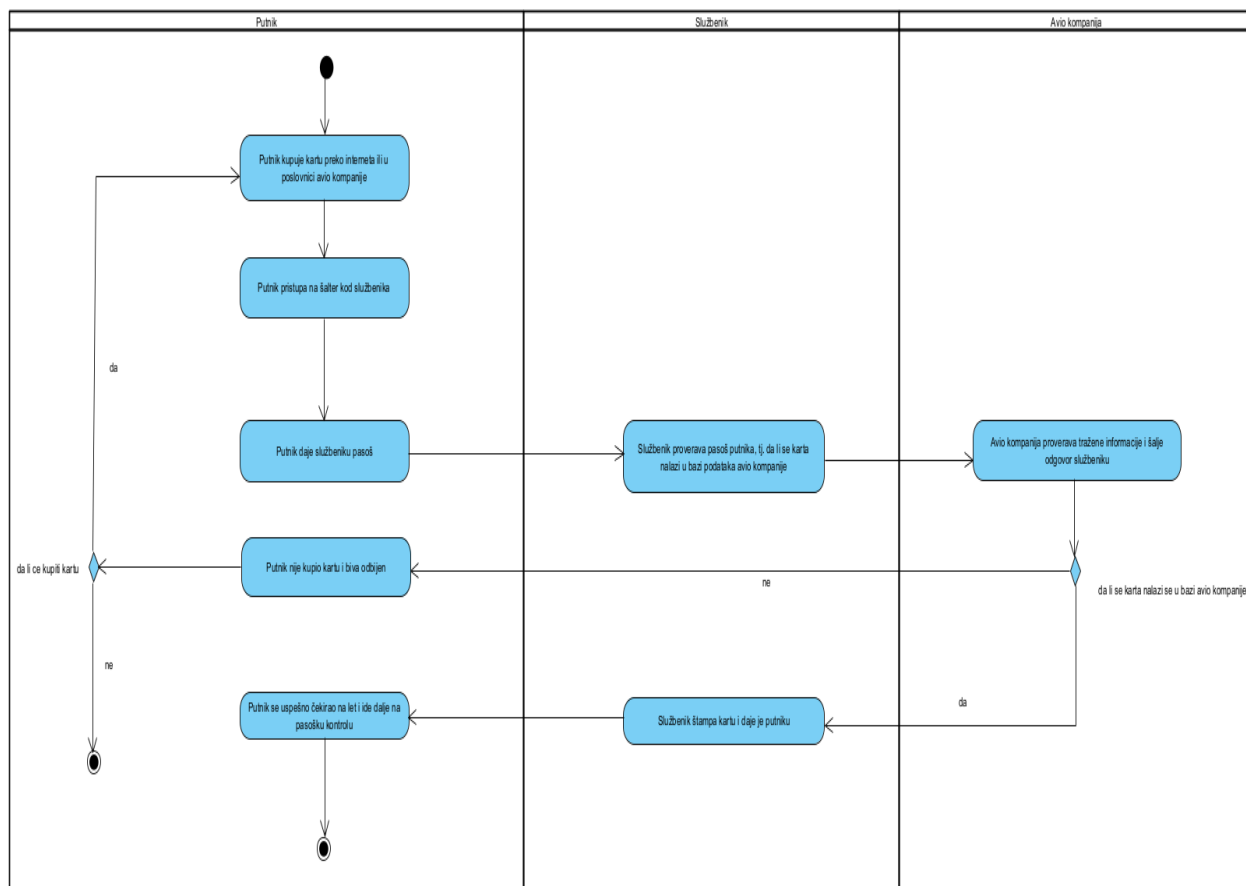 Putnik
Službenik
Avio kompanija
Putnik kupuje kartu preko interneta ili u
poslovnici avio kompanije
Putnik pristupa na šalter kod službenika
da
Putnik daje službeniku pasoš
Službenik proverava pasoš putnika, tj. da li se karta
nalazi u bazi podataka avio kompanije
Avio kompanija proverava tražene informacije i šalje
odgovor službeniku
da li ce kupiti kartu
Putnik nije kupio kartu i biva odbijen
ne
da li se karta nalazi se u bazi avio kompanije
ne
Putnik se uspešno čekirao na let i ide dalje na
pasošku kontrolu
Službenik štampa kartu i daje je putniku
da